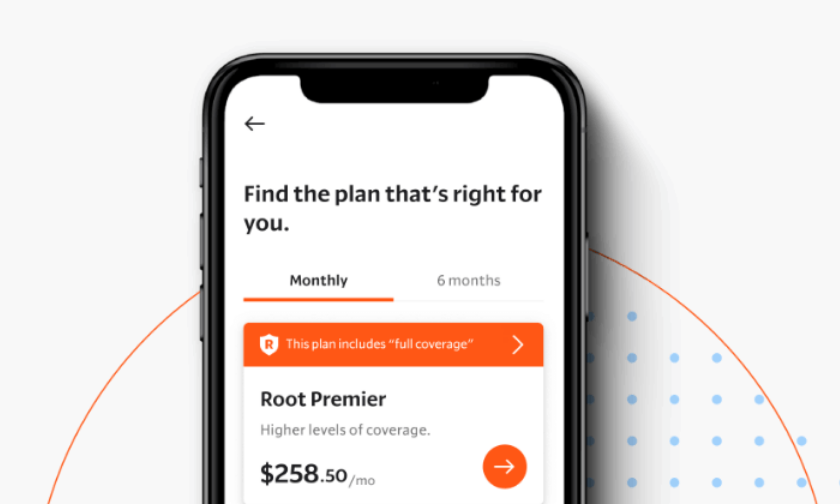 Find the plan that's right for
you.
Monthly 6 months
R This plan includes “full coverage”
Root Premier
Higher levels of coverage.
$258.50/mo